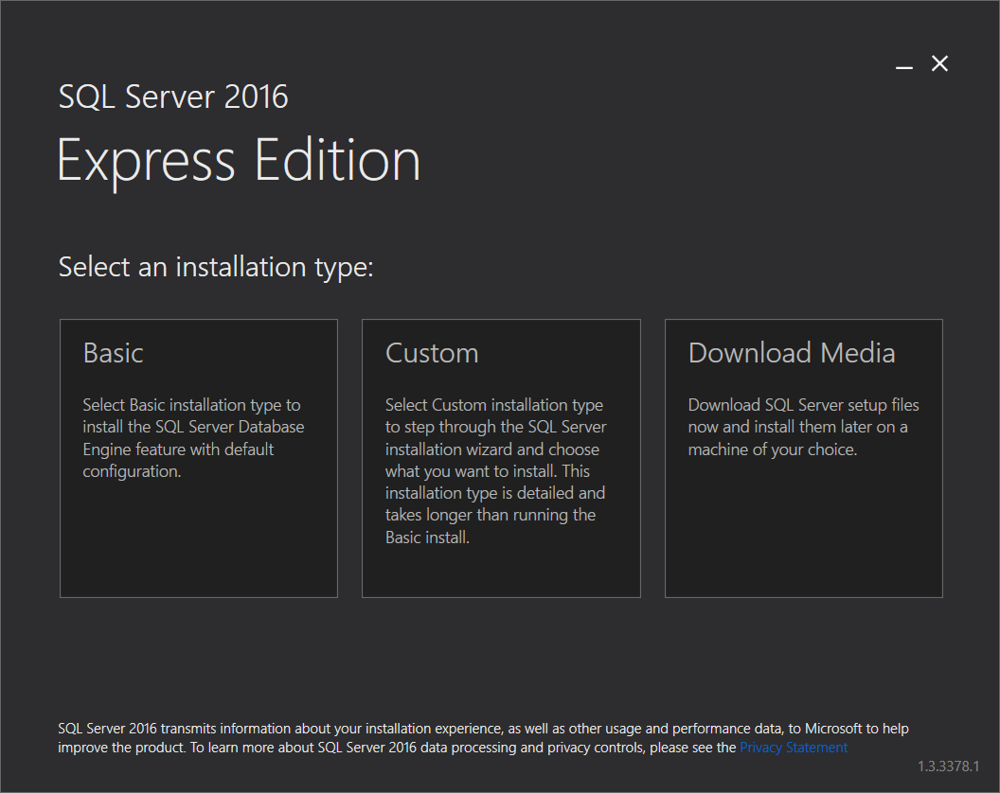 SQL Server 2016
Express Edition
Select an installation type:
Basic
Select Basic installation type to
install the SQL Server Database
Engine feature with default
configuration.
Custom
Select Custom installation type
to step through the SQL Server
installation wizard and choose
what you want to install. This
installation type is detailed and
takes longer than running the
Basic install.
Download Media
Download SQL Server setup files
now and install them later on a
machine of your choice.
SQL Server 2016 transmits information about your installation experience, as well as other usage and performance data, to Microsoft to help
improve the product. To learn more about SQL Server 2016 data processing and privacy controls, please see the Privacy Statement
1.3.3378.1